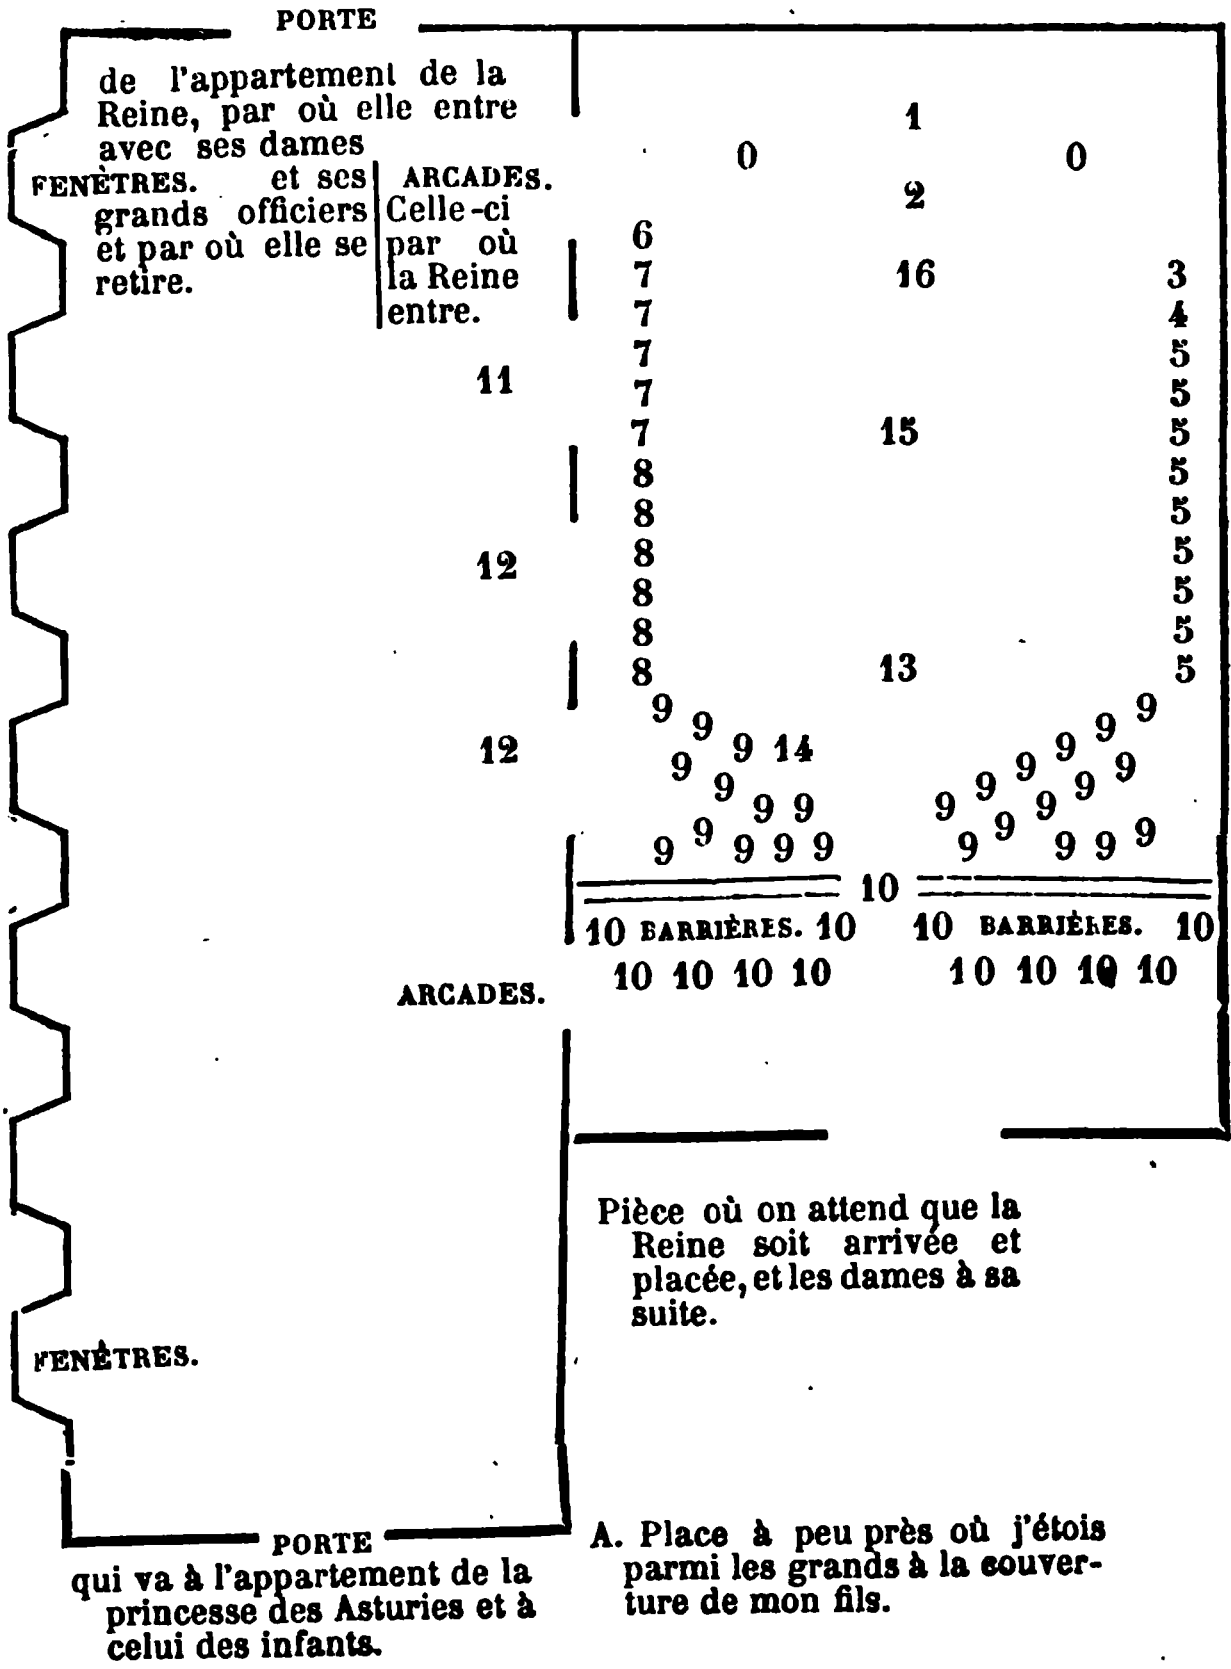 PORTE
de l'appartement de la
Reine, par où elle entre
avec ses dames
FENÊTRES. et ses
grands officiers
et par où elle se
retire.
ARCADES.
Celle-ci
par où
la Reine
entre.
11
12
12
ARCADES.
1
0 0
2
6
7 16 3
7 4
7 5
7 5
7 15 5
8 5
8 5
8 5
8 5
8 5
8 13 5
9 9
9 9
9 14 9
9 9 9
9 9 9
9 9 9 9
9 9 9
9 9 9 9 9 9 9 9
10
10 BARRIÈRES. 10 10 BARRIÈRES. 10
10 10 10 10 10 10 10 10
Pièce où on attend que la
Reine soit arrivée et
placée, et les dames à sa
suite.
FENÊTRES.
PORTE
qui va à l'appartement de la
princesse des Asturies et à
celui des infants.
A. Place à peu près où j'étois
parmi les grands à la couver-
ture de mon fils.